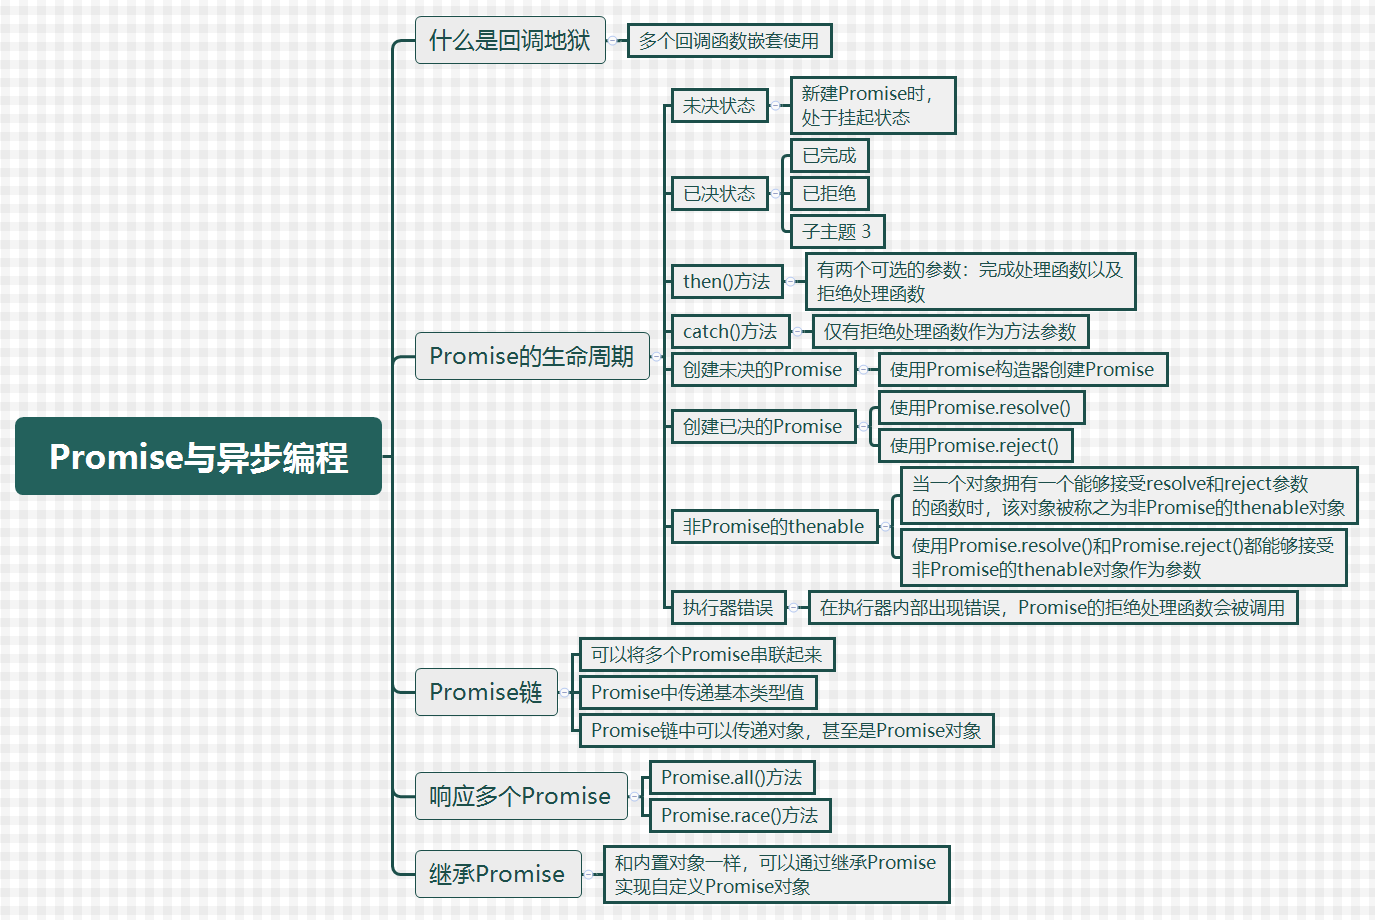 什么是回调地狱
多个回调函数嵌套使用
未决状态
新建Promise时，
处于挂起状态
已决状态
已完成
已拒绝
子主题 3
then()方法
有两个可选的参数：完成处理函数以及
拒绝处理函数
catch()方法
仅有拒绝处理函数作为方法参数
Promise的生命周期
创建未决的Promise
使用Promise构造器创建Promise
创建已决的Promise
使用Promise.resolve()
使用Promise.reject()
Promise与异步编程
非Promise的thenable
当一个对象拥有一个能够接受resolve和reject参数
的函数时，该对象被称之为非Promise的thenable对象
使用Promise.resolve()和Promise.reject()都能够接受
非Promise的thenable对象作为参数
执行器错误
在执行器内部出现错误，Promise的拒绝处理函数会被调用
Promise链
可以将多个Promise串联起来
Promise中传递基本类型值
Promise链中可以传递对象，甚至是Promise对象
响应多个Promise
Promise.all()方法
Promise.race()方法
继承Promise
和内置对象一样，可以通过继承Promise
实现自定义Promise对象